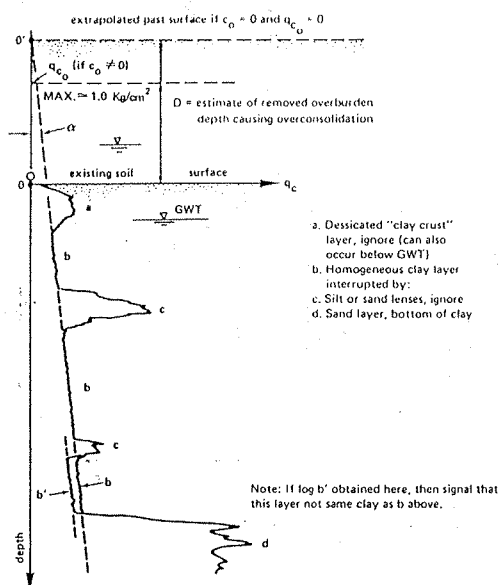 extrapolated past surface if c₀ = 0 and q_c₀ = 0
0'
q_c₀ (if c₀ ≠ 0)
MAX. ≃ 1.0 Kg/cm²
D = estimate of removed overburden
depth causing overconsolidation
α
0
existing soil surface
q_c
GWT
a
b
c
b
c
b
b'
d
depth
a. Dessicated "clay crust"
layer, ignore (can also
occur below GWT)
b. Homogeneous clay layer
interrupted by:
c. Silt or sand lenses, ignore
d. Sand layer, bottom of clay
Note: If log b' obtained here, then signal that
this layer not same clay as b above.